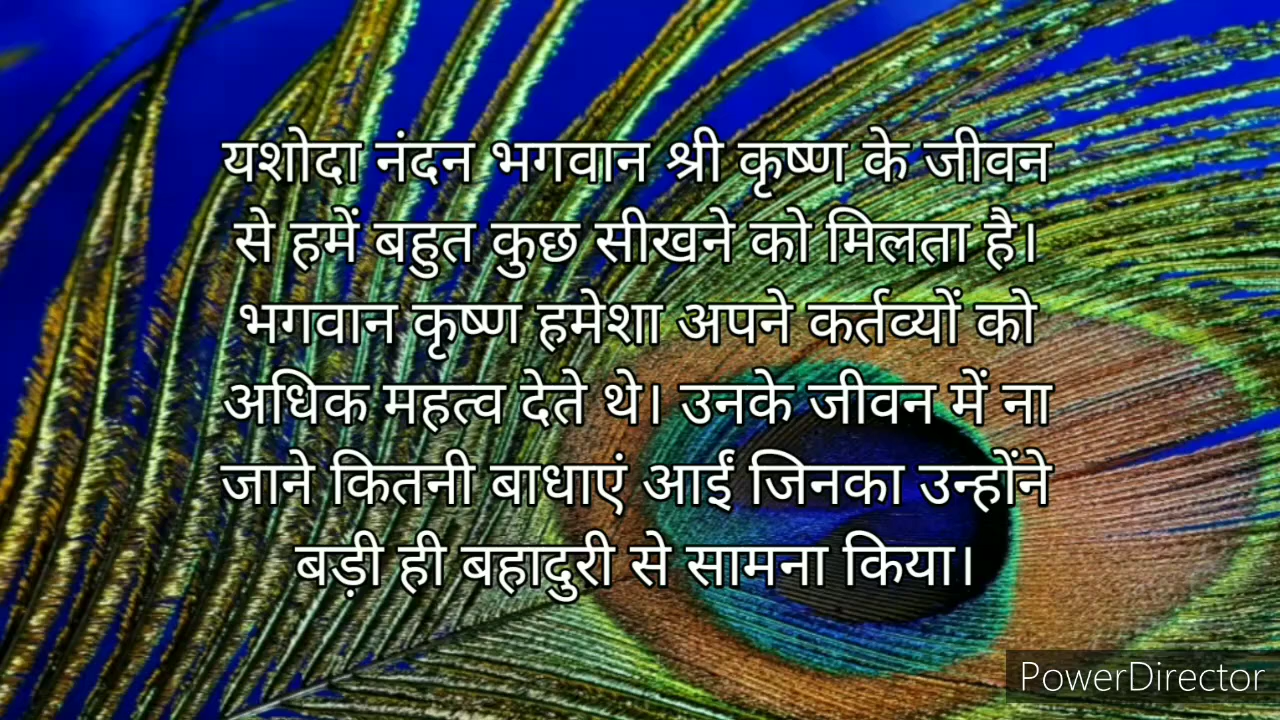 यशोदा नंदन भगवान श्री कृष्ण के जीवन
से हमें बहुत कुछ सीखने को मिलता है।
भगवान कृष्ण हमेशा अपने कर्तव्यों को
अधिक महत्व देते थे। उनके जीवन में ना
जाने कितनी बाधाएं आईं जिनका उन्होंने
बड़ी ही बहादुरी से सामना किया।
PowerDirector